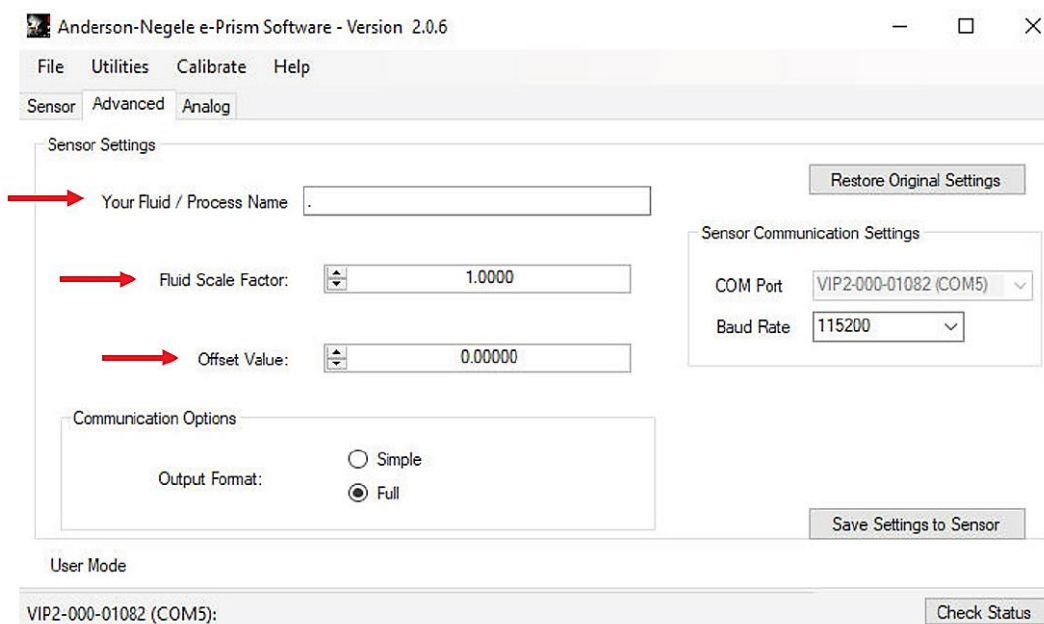 Anderson-Negele e-Prism Software - Version 2.0.6
File Utilities Calibrate Help
Sensor Advanced Analog
Sensor Settings
Your Fluid / Process Name .
Restore Original Settings
Sensor Communication Settings
Fluid Scale Factor: 1.0000
COM Port VIP2-000-01082 (COM5)
Baud Rate 115200
Offset Value: 0.00000
Communication Options
Output Format:
Simple
Full
Save Settings to Sensor
User Mode
VIP2-000-01082 (COM5):
Check Status